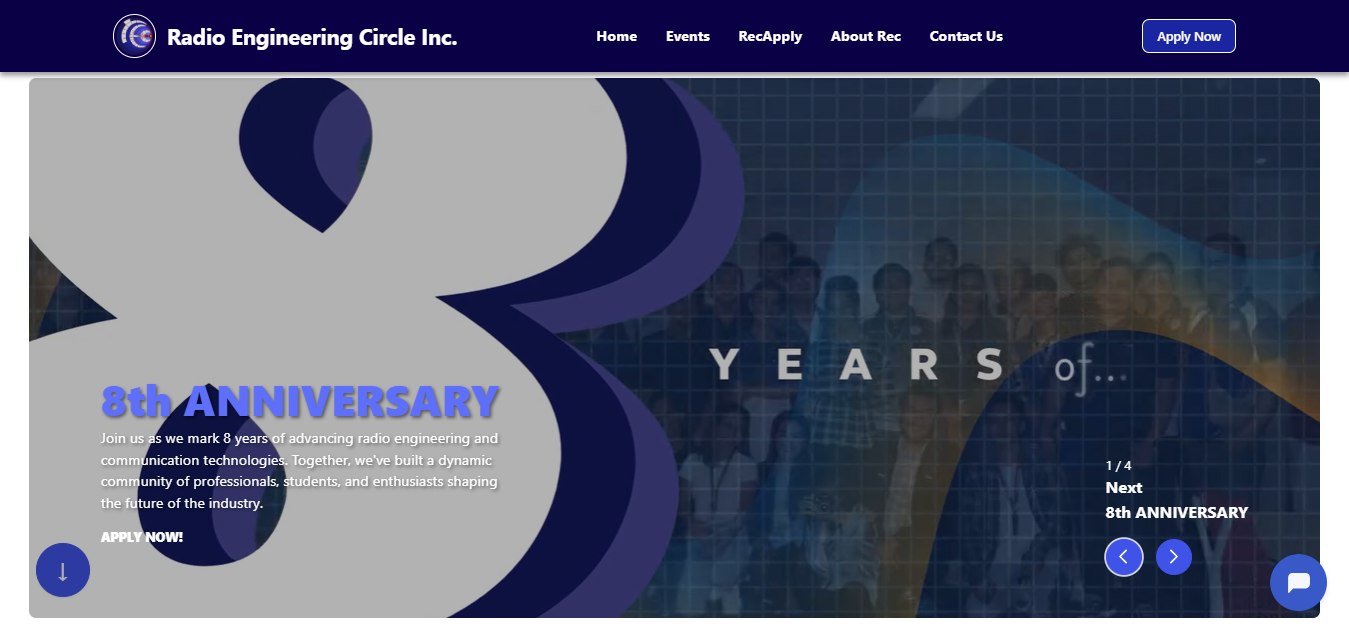 Radio Engineering Circle Inc.
Home
Events
RecApply
About Rec
Contact Us
Apply Now
8
YEARS of...
8th ANNIVERSARY
Join us as we mark 8 years of advancing radio engineering and
communication technologies. Together, we've built a dynamic
community of professionals, students, and enthusiasts shaping
the future of the industry.
APPLY NOW!
1 / 4
Next
8th ANNIVERSARY